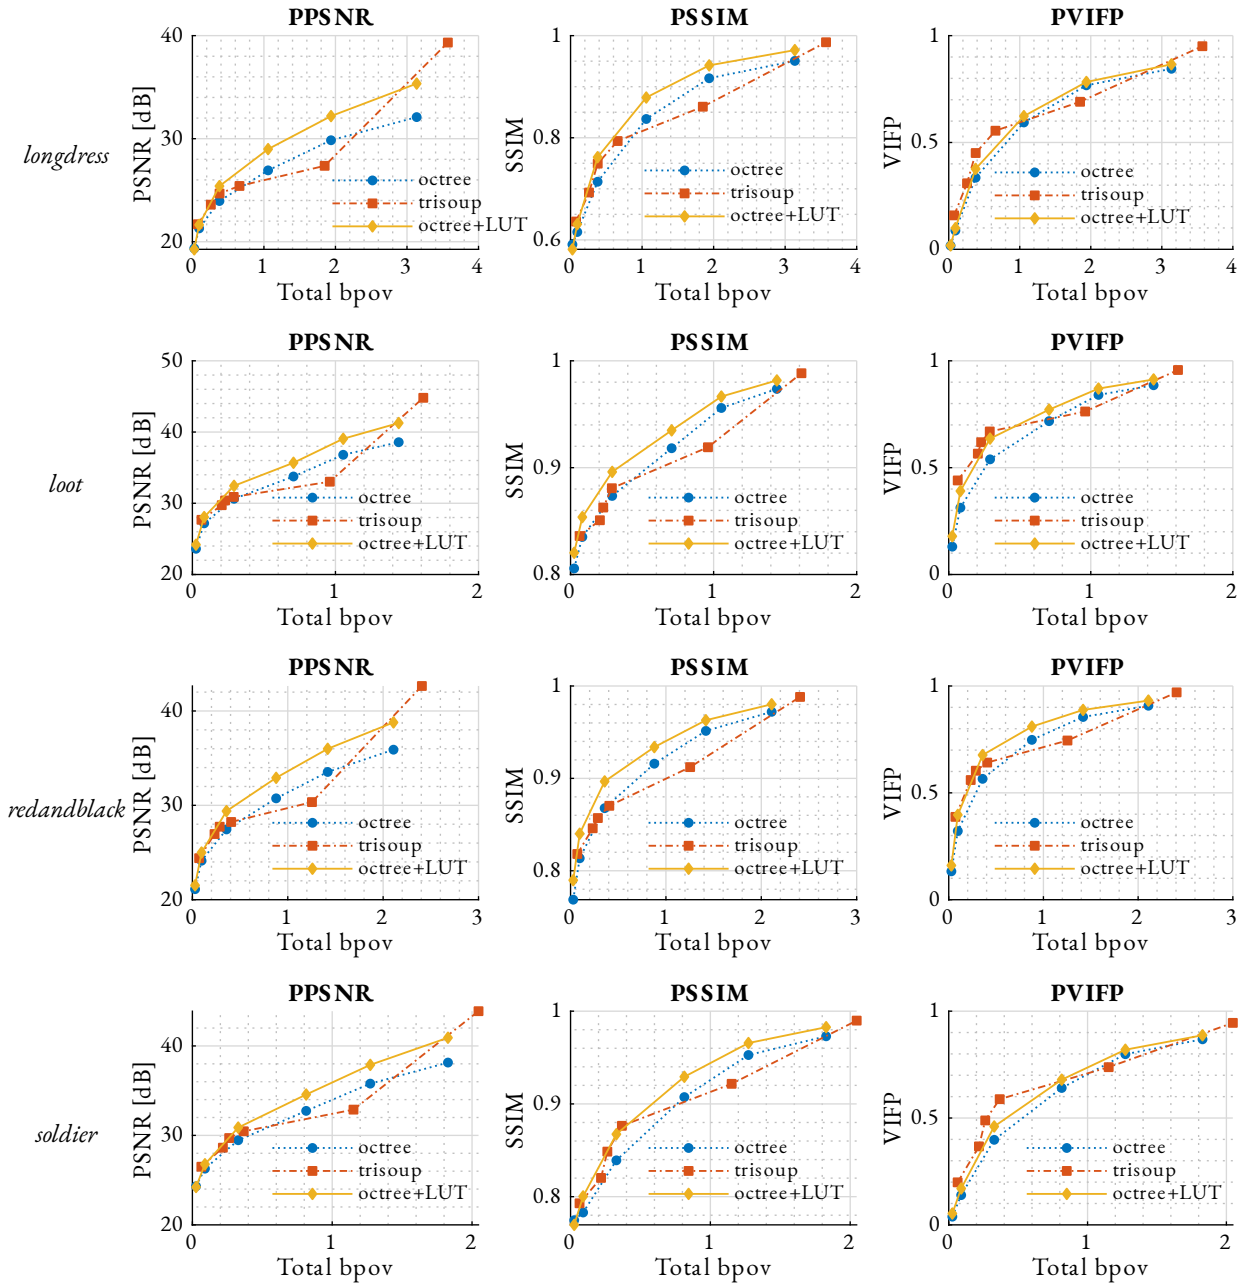 PPSNR PSSIM PVIFP
longdress
PSNR [dB]
40
30
20
0 1 2 3 4
Total bpov
octree
trisoup
octree+LUT
SSIM
1
0.8
0.6
0 1 2 3 4
Total bpov
octree
trisoup
octree+LUT
VIFP
1
0.5
0
0 1 2 3 4
Total bpov
octree
trisoup
octree+LUT
PPSNR PSSIM PVIFP
loot
PSNR [dB]
50
40
30
20
0 1 2
Total bpov
octree
trisoup
octree+LUT
SSIM
1
0.9
0.8
0 1 2
Total bpov
octree
trisoup
octree+LUT
VIFP
1
0.5
0
0 1 2
Total bpov
octree
trisoup
octree+LUT
PPSNR PSSIM PVIFP
redandblack
PSNR [dB]
40
30
20
0 1 2 3
Total bpov
octree
trisoup
octree+LUT
SSIM
1
0.9
0.8
0 1 2 3
Total bpov
octree
trisoup
octree+LUT
VIFP
1
0.5
0
0 1 2 3
Total bpov
octree
trisoup
octree+LUT
PPSNR PSSIM PVIFP
soldier
PSNR [dB]
40
30
20
0 1 2
Total bpov
octree
trisoup
octree+LUT
SSIM
1
0.9
0.8
0 1 2
Total bpov
octree
trisoup
octree+LUT
VIFP
1
0.5
0
0 1 2
Total bpov
octree
trisoup
octree+LUT